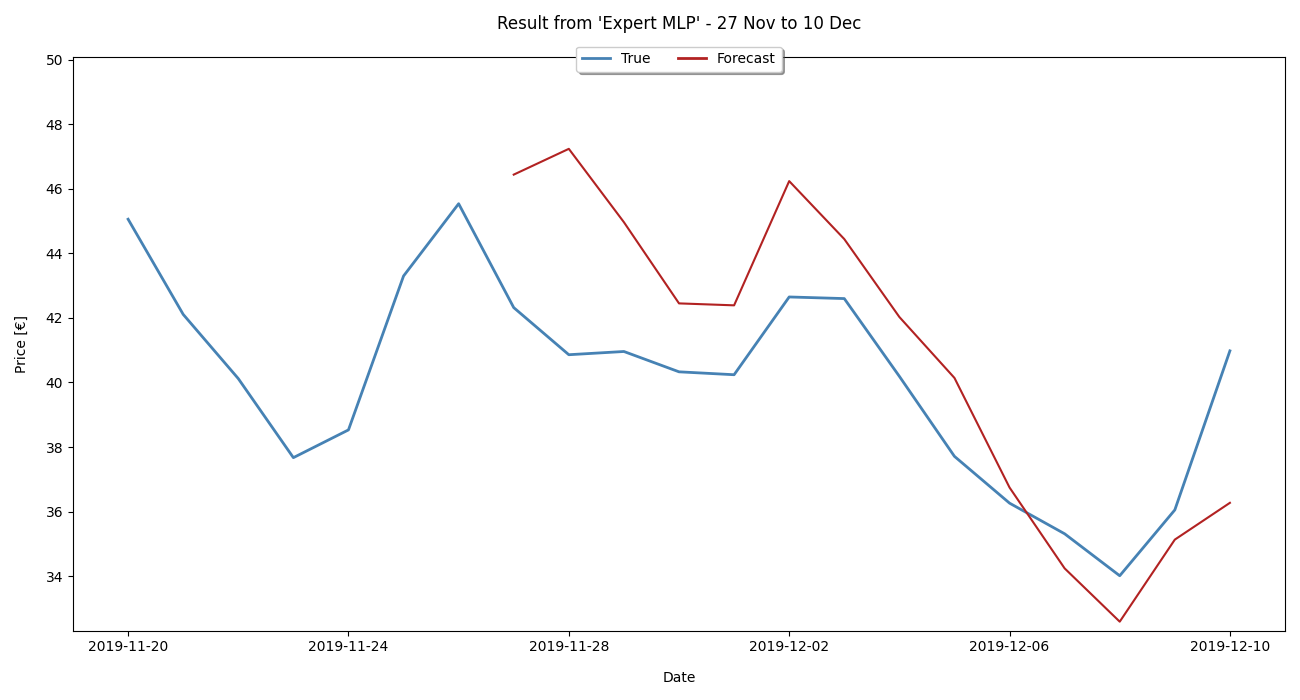 Result from 'Expert MLP' - 27 Nov to 10 Dec
True Forecast
Price [€]
50
48
46
44
42
40
38
36
34
2019-11-20 2019-11-24 2019-11-28 2019-12-02 2019-12-06 2019-12-10
Date